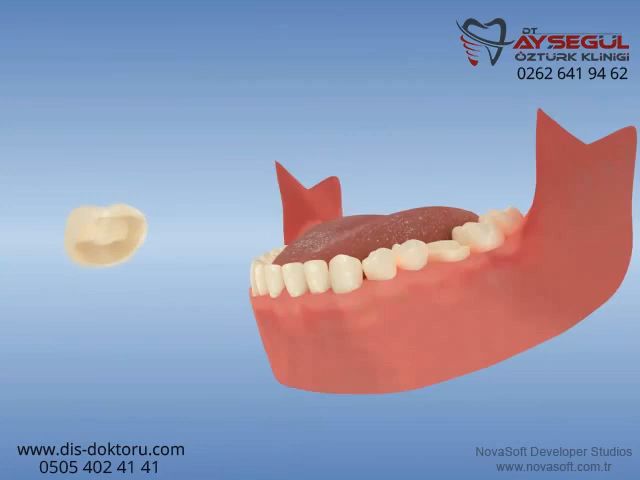 DT
AYŞEGÜL
ÖZTÜRK KLİNİĞİ
0262 641 94 62
www.dis-doktoru.com
0505 402 41 41
NovaSoft Developer Studios
www.novasoft.com.tr